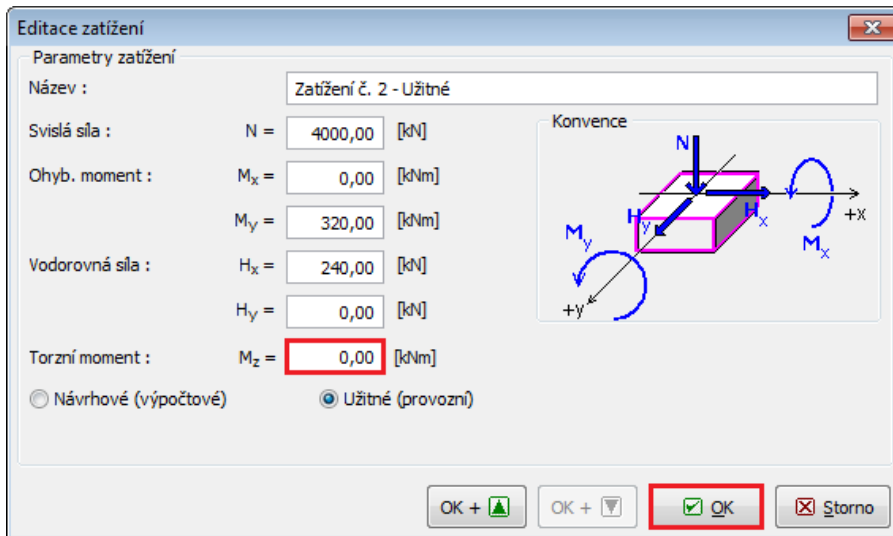 Editace zatížení
Parametry zatížení
Název : Zatížení č. 2 - Užitné
Svislá síla : N = 4000,00 [kN]
Ohyb. moment : Mx = 0,00 [kNm]
My = 320,00 [kNm]
Vodorovná síla : Hx = 240,00 [kN]
Hy = 0,00 [kN]
Torzní moment : Mz = 0,00 [kNm]
Návrhové (výpočtové) Užitné (provozní)
Konvence
N
Hy Hx +x
My Mx
+y
OK + OK + OK Storno